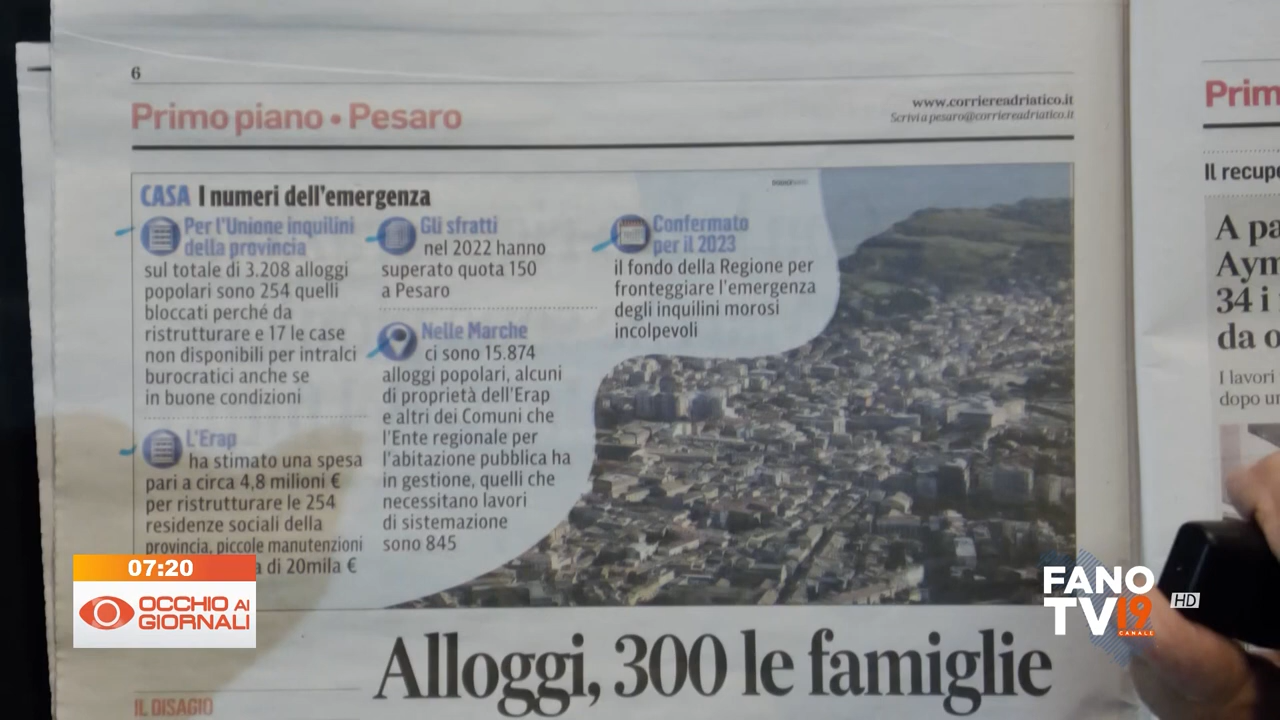 6
Primo piano • Pesaro
www.corriereadriatico.it
Scrivi a pesaro@corriereadriatico.it
CASA I numeri dell'emergenza
Per l'Unione inquilini
della provincia
sul totale di 3.208 alloggi
popolari sono 254 quelli
bloccati perché da
ristrutturare e 17 le case
non disponibili per intralci
burocratici anche se
in buone condizioni
L'Erap
ha stimato una spesa
pari a circa 4,8 milioni €
per ristrutturare le 254
residenze sociali della
provincia, piccole manutenzioni
a di 20mila €
Gli sfratti
nel 2022 hanno
superato quota 150
a Pesaro
Nelle Marche
ci sono 15.874
alloggi popolari, alcuni
di proprietà dell'Erap
e altri dei Comuni che
l'Ente regionale per
l'abitazione pubblica ha
in gestione, quelli che
necessitano lavori
di sistemazione
sono 845
Confermato
per il 2023
il fondo della Regione per
fronteggiare l'emergenza
degli inquilini morosi
incolpevoli
Alloggi, 300 le famiglie
IL DISAGIO
Prim
Il recupe
A pa
Aym
34 i
da o
I lavori
dopo un
07:20
OCCHIO AI
GIORNALI
FANO
TV19
CANALE
HD